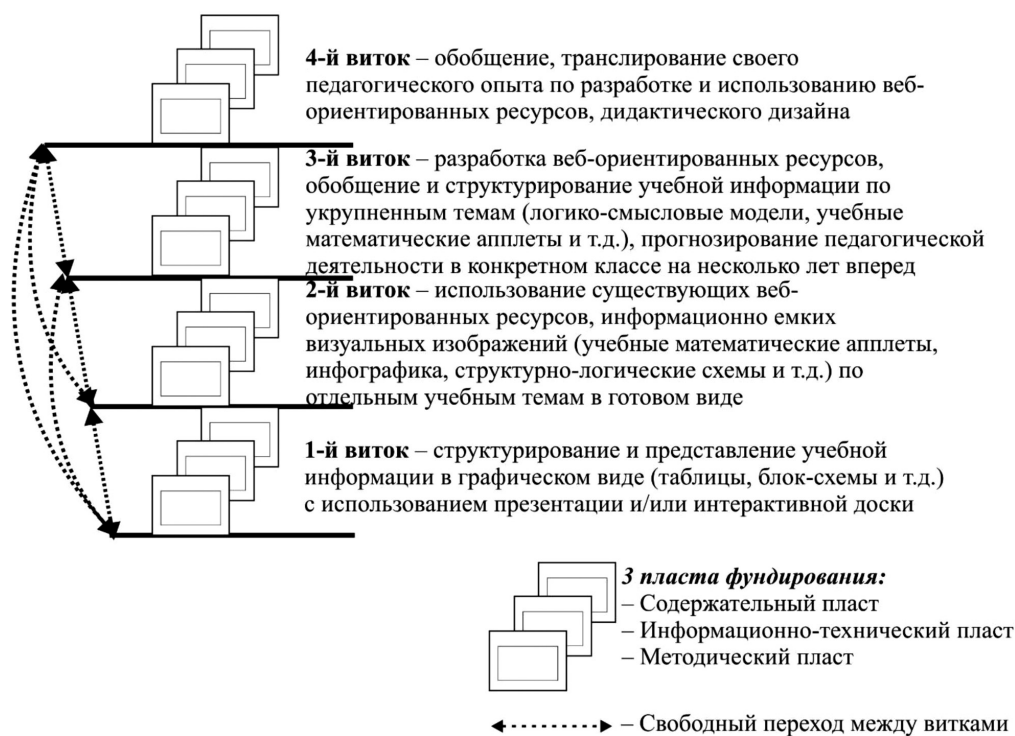 4-й виток – обобщение, транслирование своего
педагогического опыта по разработке и использованию веб-
ориентированных ресурсов, дидактического дизайна
3-й виток – разработка веб-ориентированных ресурсов,
обобщение и структурирование учебной информации по
укрупненным темам (логико-смысловые модели, учебные
математические апплеты и т.д.), прогнозирование педагогической
деятельности в конкретном классе на несколько лет вперед
2-й виток – использование существующих веб-
ориентированных ресурсов, информационно емких
визуальных изображений (учебные математические апплеты,
инфографика, структурно-логические схемы и т.д.) по
отдельным учебным темам в готовом виде
1-й виток – структурирование и представление учебной
информации в графическом виде (таблицы, блок-схемы и т.д.)
с использованием презентации и/или интерактивной доски
3 пласта фундирования:
– Содержательный пласт
– Информационно-технический пласт
– Методический пласт
– Свободный переход между витками